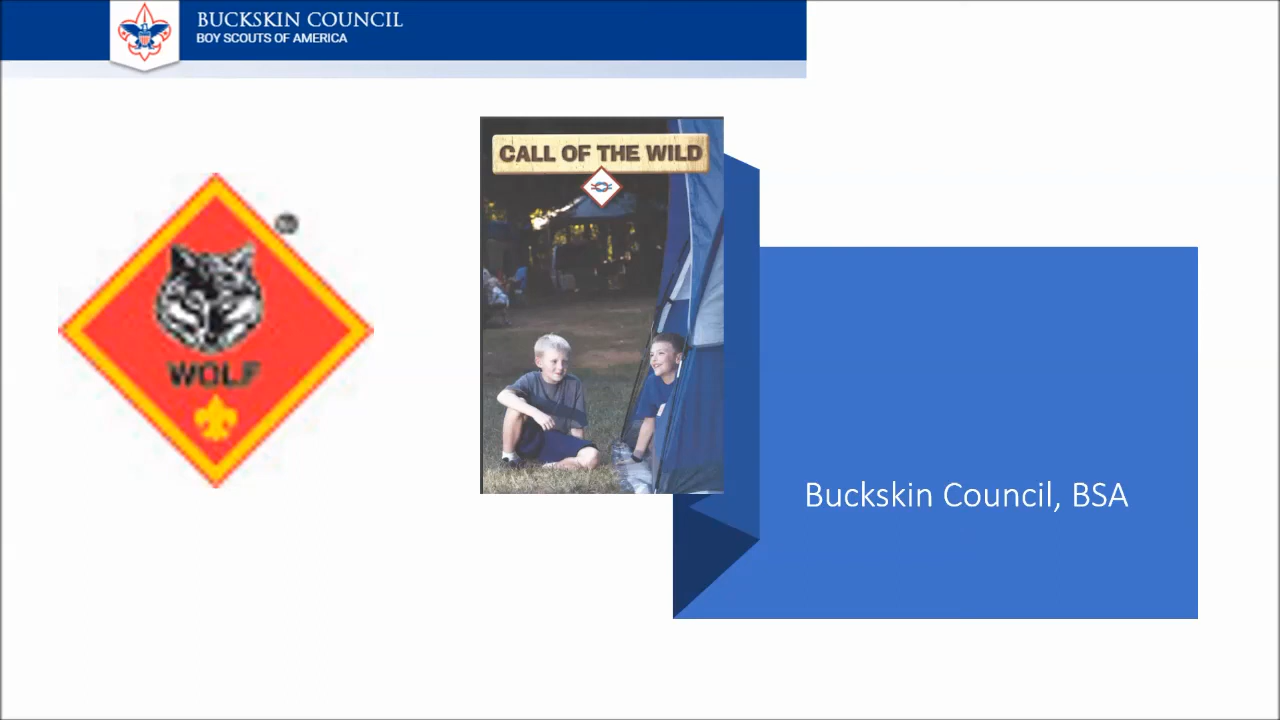 BUCKSKIN COUNCIL
BOY SCOUTS OF AMERICA
CALL OF THE WILD
WOLF
Buckskin Council, BSA